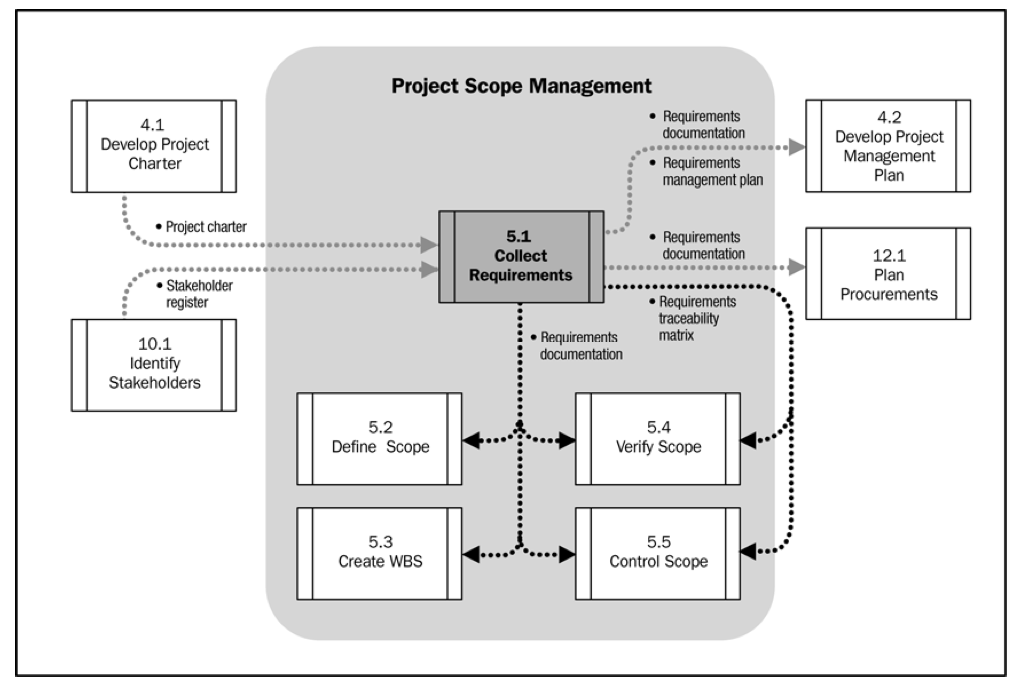 Project Scope Management
4.1
Develop Project
Charter
• Project charter
• Stakeholder
register
10.1
Identify
Stakeholders
5.1
Collect
Requirements
• Requirements
documentation
• Requirements
management plan
4.2
Develop Project
Management
Plan
• Requirements
documentation
12.1
Plan
Procurements
• Requirements
traceability
matrix
• Requirements
documentation
5.2
Define Scope
5.4
Verify Scope
5.3
Create WBS
5.5
Control Scope